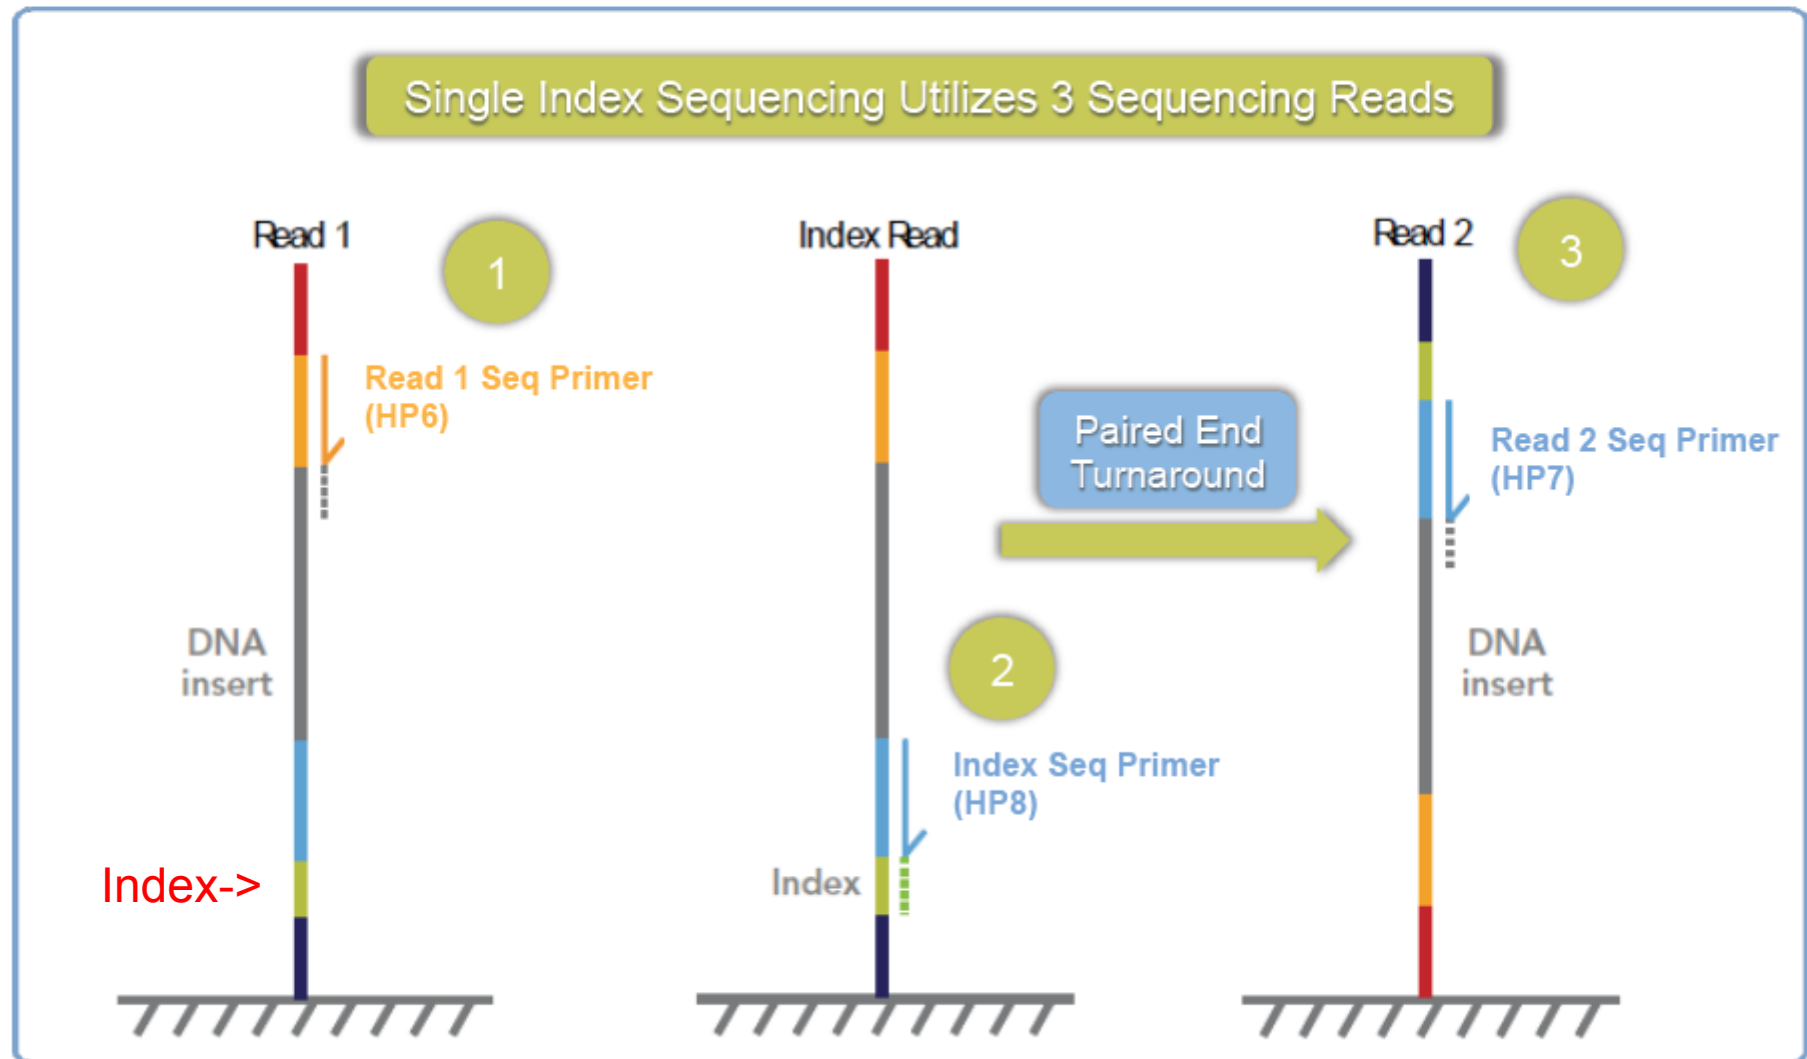 Single Index Sequencing Utilizes 3 Sequencing Reads
Read 1
1
Read 1 Seq Primer
(HP6)
DNA
insert
Index->
Index Read
2
Index Seq Primer
(HP8)
Index
Paired End
Turnaround
Read 2
3
Read 2 Seq Primer
(HP7)
DNA
insert